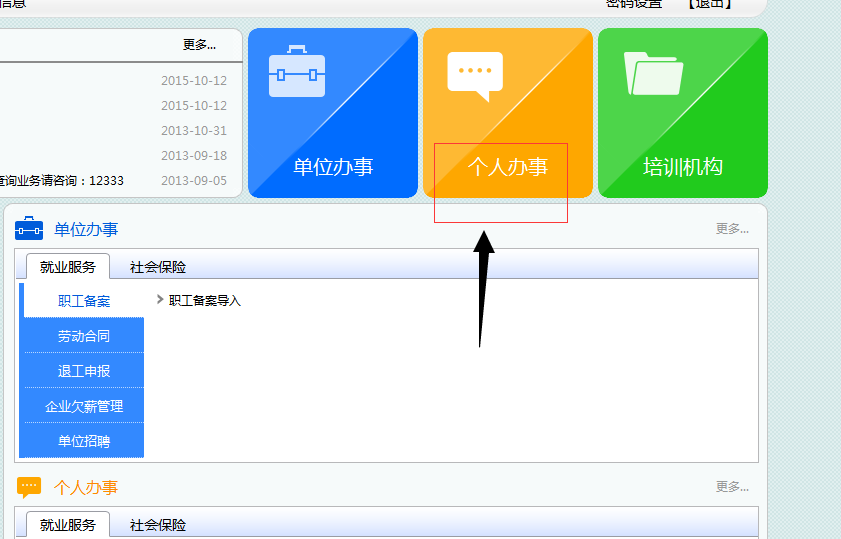 信息
密码设置 【退出】
更多...
2015-10-12
2015-10-12
2013-10-31
2013-09-18
查询业务请咨询：12333 2013-09-05
单位办事
个人办事
培训机构
单位办事 更多...
就业服务 社会保险
职工备案 职工备案导入
劳动合同
退工申报
企业欠薪管理
单位招聘
个人办事 更多...
就业服务 社会保险